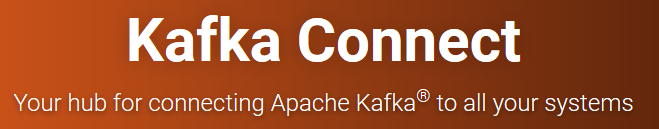 Kafka Connect
Your hub for connecting Apache Kafka® to all your systems